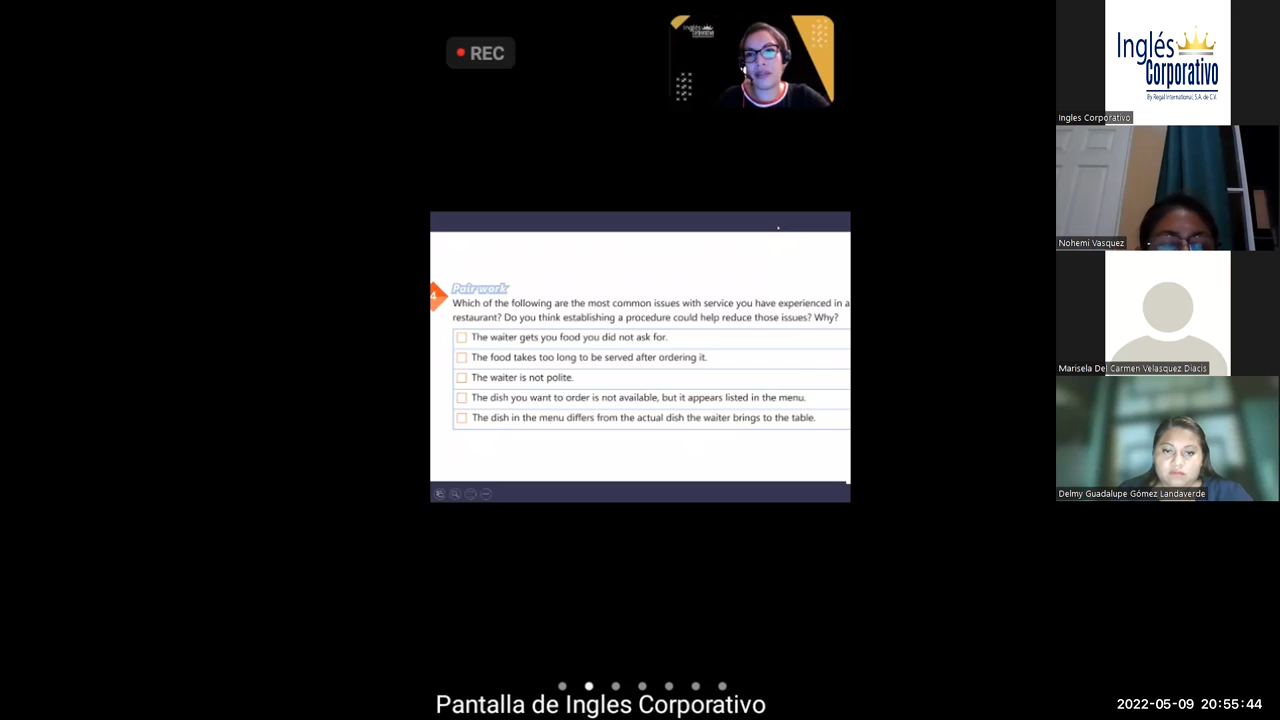 REC
Inglés
Corporativo
By Regal International, S.A. de C.V.
Ingles Corporativo
Nohemi Vasquez
Marisela Del Carmen Velasquez Diacis
Delmy Guadalupe Gómez Landaverde
4
Pair work
Which of the following are the most common issues with service you have experienced in a
restaurant? Do you think establishing a procedure could help reduce those issues? Why?
The waiter gets you food you did not ask for.
The food takes too long to be served after ordering it.
The waiter is not polite.
The dish you want to order is not available, but it appears listed in the menu.
The dish in the menu differs from the actual dish the waiter brings to the table.
Pantalla de Ingles Corporativo
2022-05-09 20:55:44